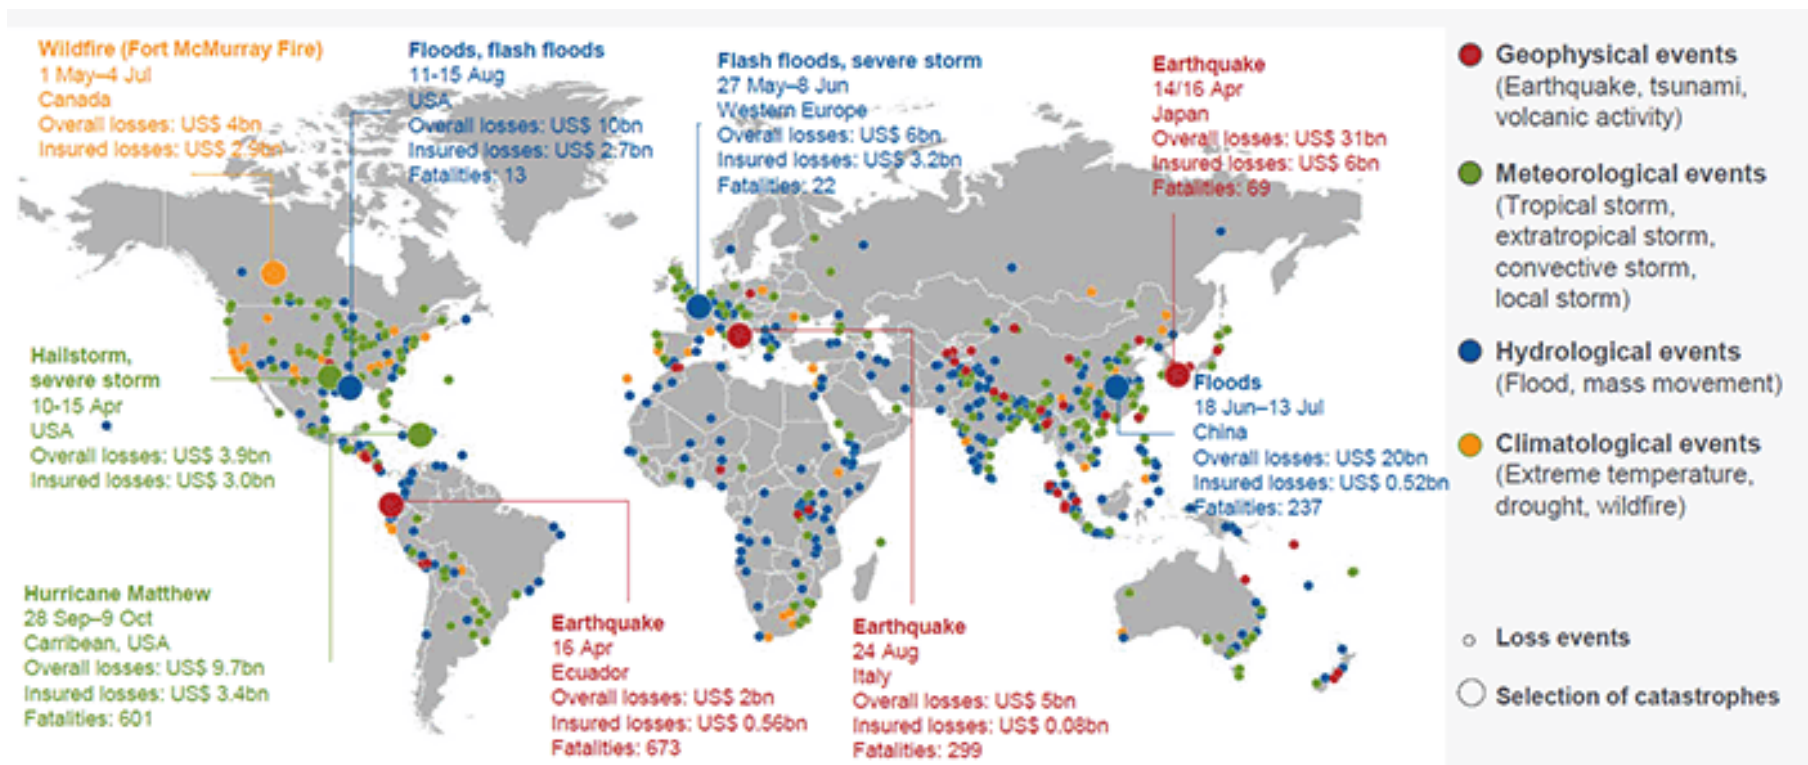 Wildfire (Fort McMurray Fire)
1 May–4 Jul
Canada
Overall losses: US$ 4bn
Insured losses: US$ 2.9bn
Floods, flash floods
11-15 Aug
USA
Overall losses: US$ 10bn
Insured losses: US$ 2.7bn
Fatalities: 13
Flash floods, severe storm
27 May–8 Jun
Western Europe
Overall losses: US$ 6bn
Insured losses: US$ 3.2bn
Fatalities: 22
Earthquake
14/16 Apr
Japan
Overall losses: US$ 31bn
Insured losses: US$ 6bn
Fatalities: 69
Hailstorm,
severe storm
10-15 Apr
USA
Overall losses: US$ 3.9bn
Insured losses: US$ 3.0bn
Floods
18 Jun–13 Jul
China
Overall losses: US$ 20bn
Insured losses: US$ 0.52bn
Fatalities: 237
Hurricane Matthew
28 Sep–9 Oct
Carribean, USA
Overall losses: US$ 9.7bn
Insured losses: US$ 3.4bn
Fatalities: 601
Earthquake
16 Apr
Ecuador
Overall losses: US$ 2bn
Insured losses: US$ 0.56bn
Fatalities: 673
Earthquake
24 Aug
Italy
Overall losses: US$ 5bn
Insured losses: US$ 0.08bn
Fatalities: 299
Geophysical events
(Earthquake, tsunami,
volcanic activity)
Meteorological events
(Tropical storm,
extratropical storm,
convective storm,
local storm)
Hydrological events
(Flood, mass movement)
Climatological events
(Extreme temperature,
drought, wildfire)
Loss events
Selection of catastrophes